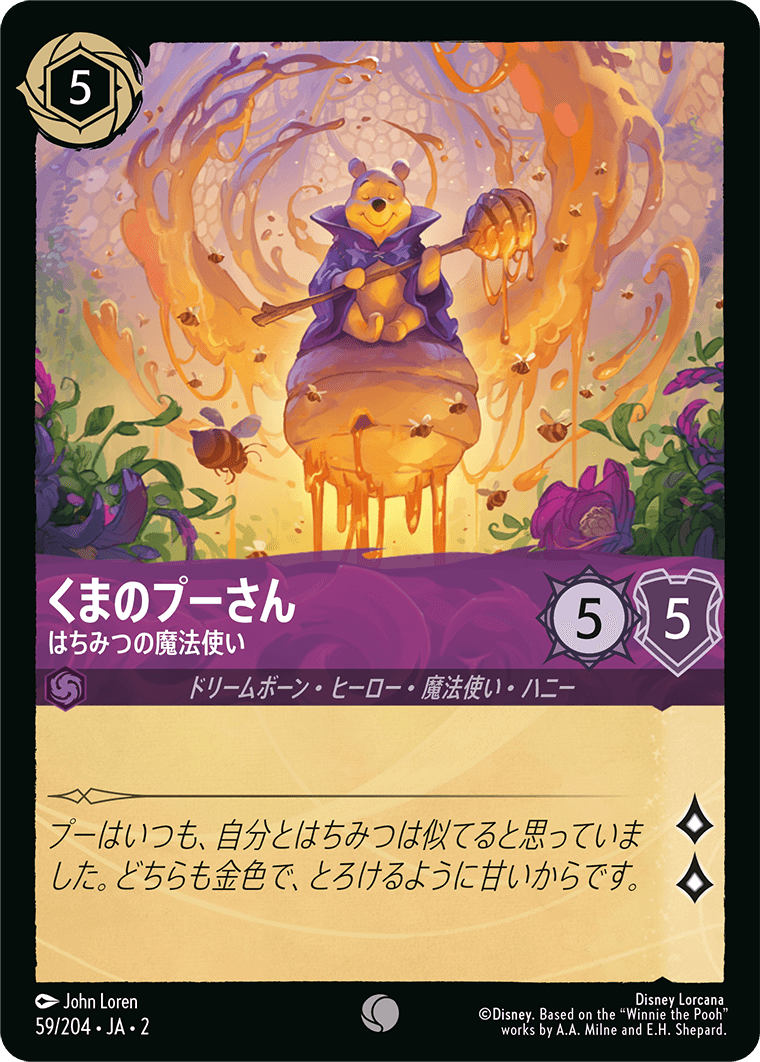 5
くまのプーさん
はちみつの魔法使い
5
5
ドリームボーン・ヒーロー・魔法使い・ハニー
プーはいつも、自分とはちみつは似てると思っていま
した。どちらも金色で、とろけるように甘いからです。
John Loren
59/204・JA・2
Disney Lorcana
©Disney. Based on the “Winnie the Pooh”
works by A.A. Milne and E.H. Shepard.